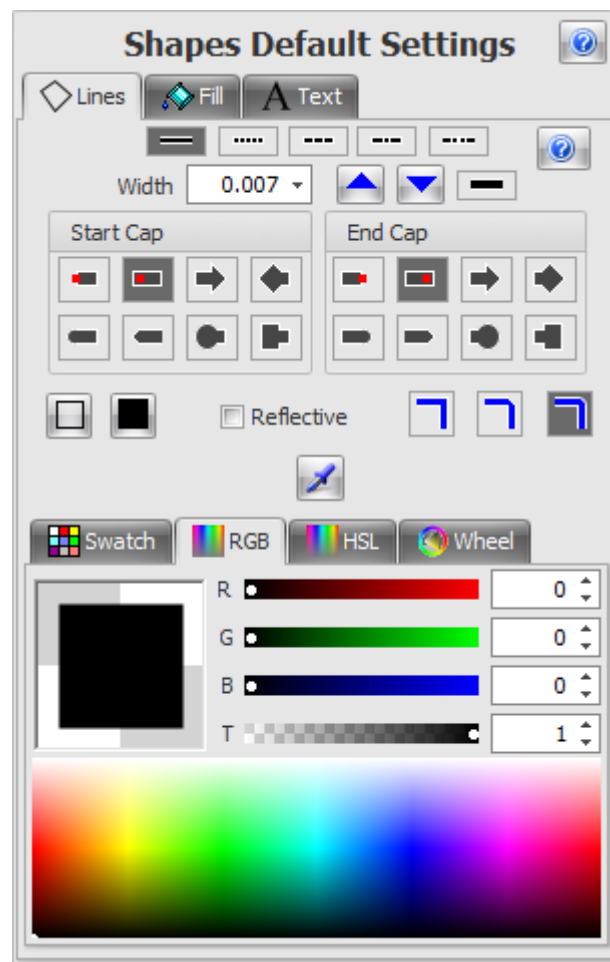 Shapes Default Settings
Lines Fill A Text
Width 0.007
Start Cap End Cap
Reflective
Swatch RGB HSL Wheel
R 0
G 0
B 0
T 1